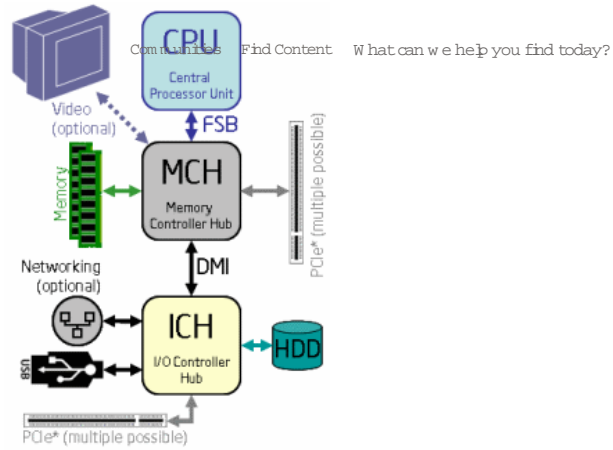 CPU
Communities Find Content What can we help you find today?
Central
Processor Unit
Video
(optional)
FSB
MCH
Memory
Controller Hub
Memory
PCIe* (multiple possible)
DMI
Networking
(optional)
ICH
I/O Controller
Hub
HDD
USB
PCIe* (multiple possible)